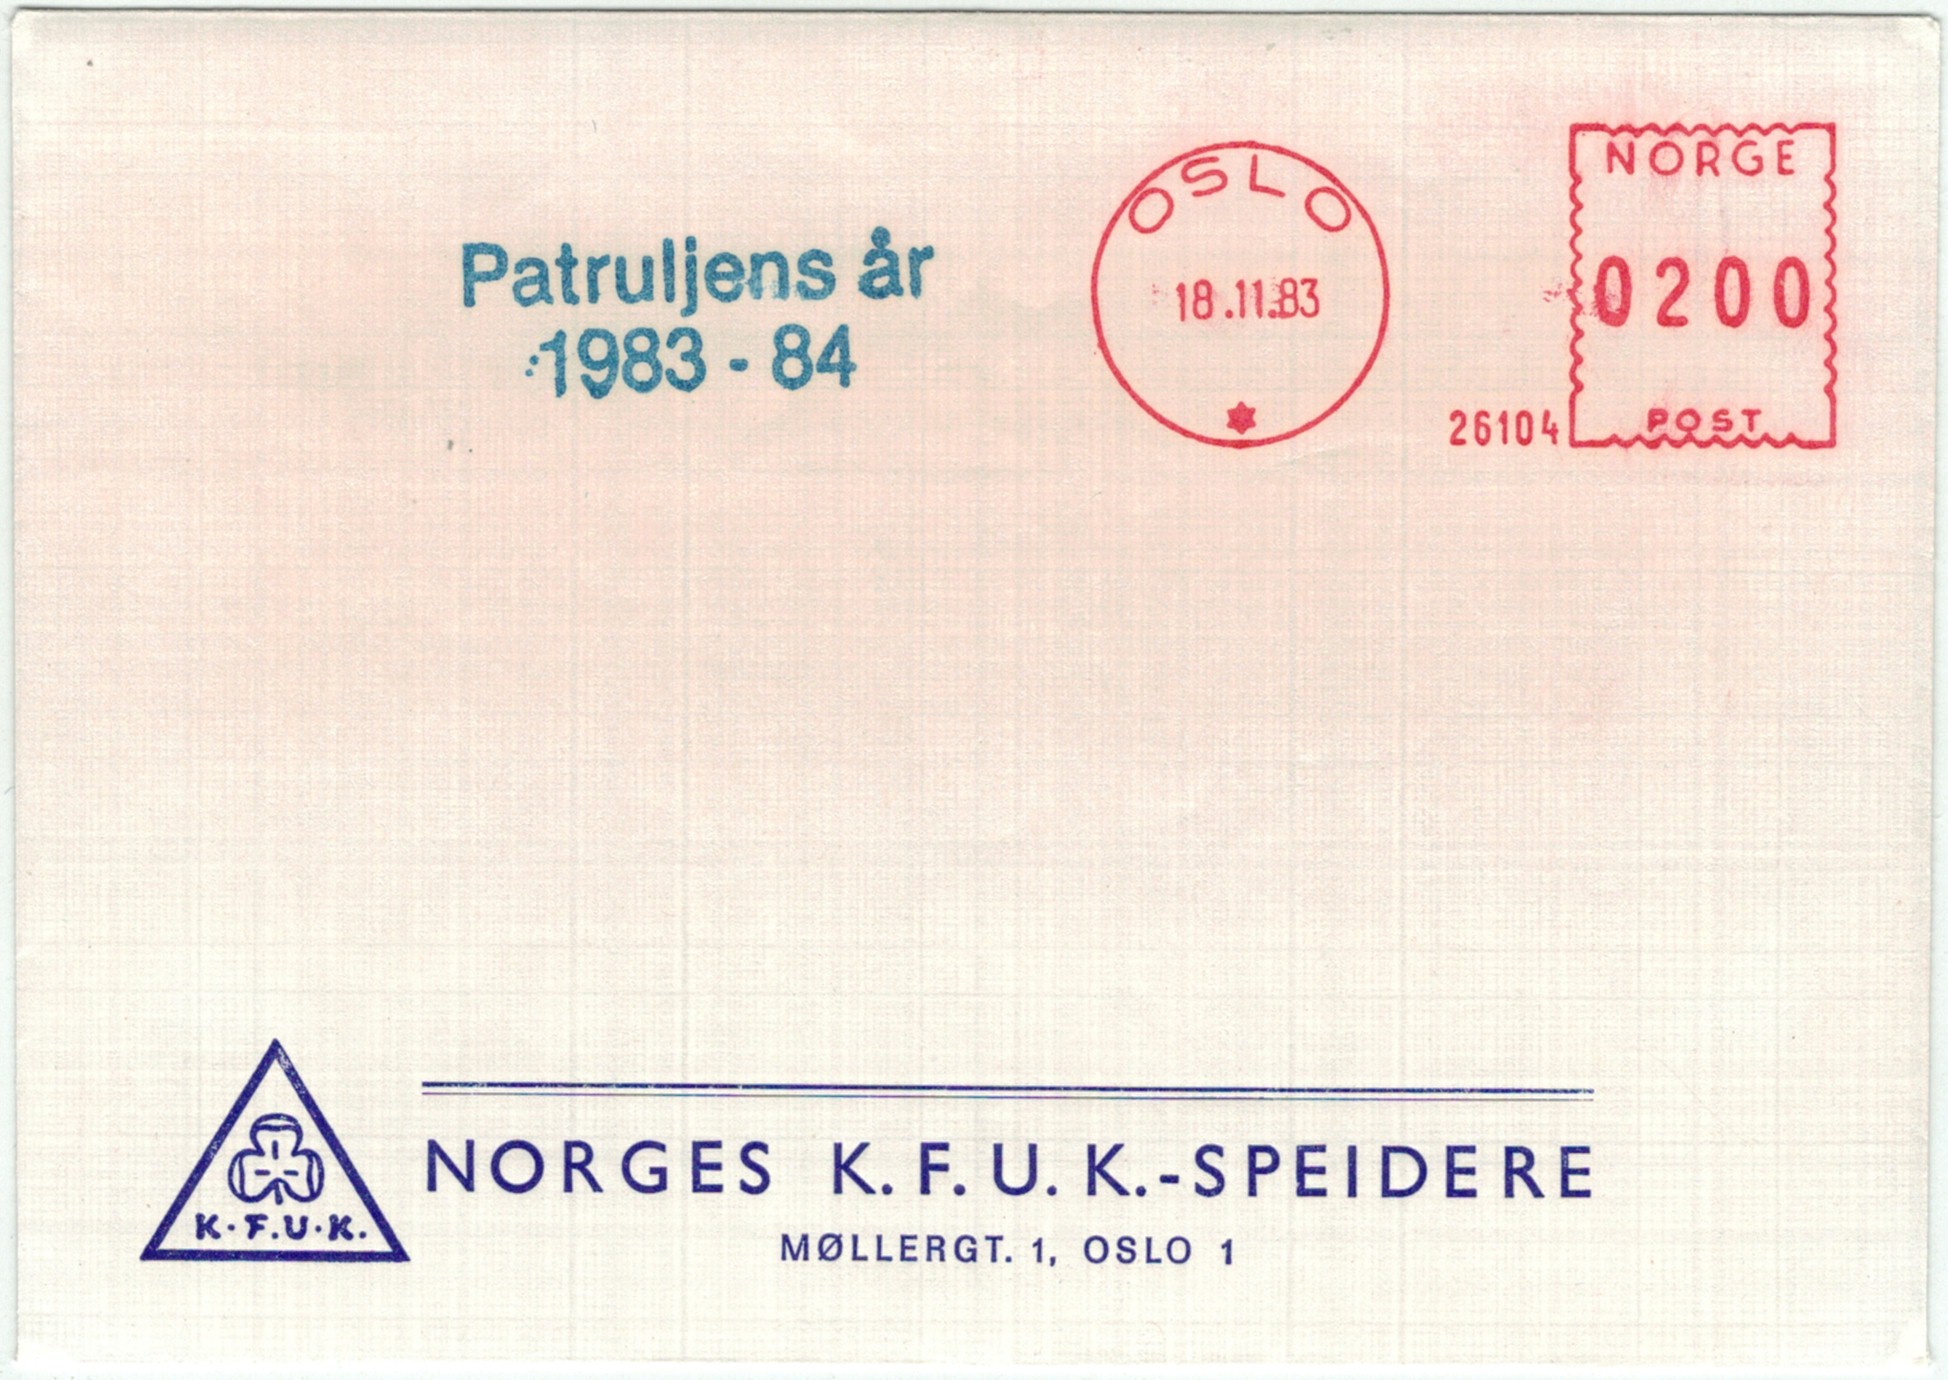 Patruljens år
1983 - 84
OSLO
18.11.83
NORGE
0200
POST
26104
K.F.U.K.
NORGES K.F.U.K.-SPEIDERE
MØLLERGT. 1, OSLO 1